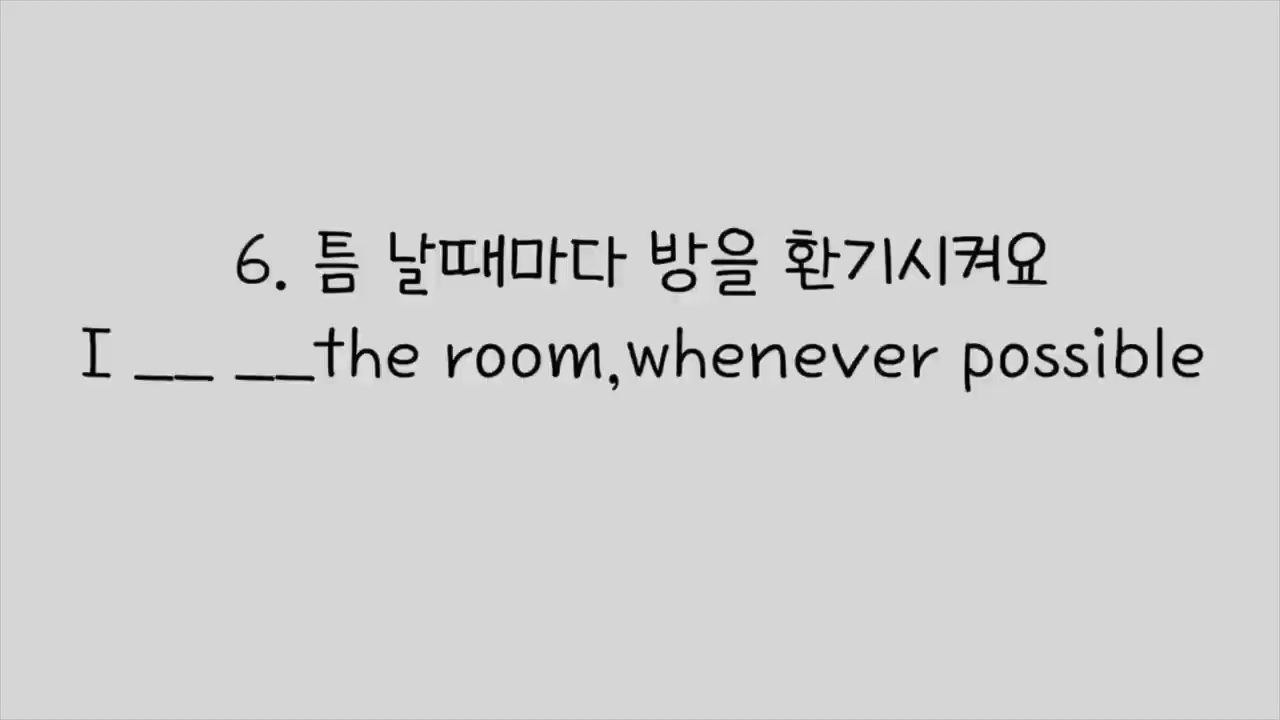 6. 틈 날때마다 방을 환기시켜요
I __ __the room,whenever possible